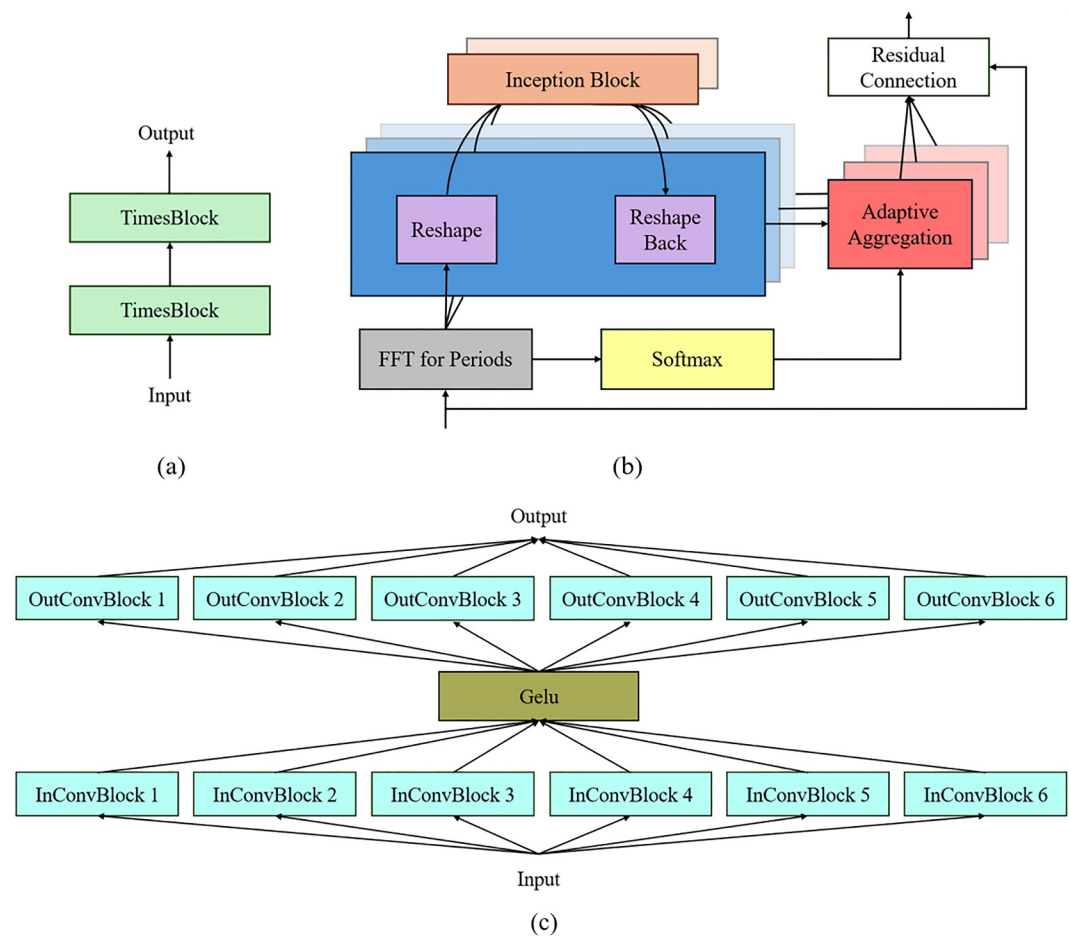 Output
TimesBlock
TimesBlock
Input
(a)
Inception Block
Residual
Connection
Reshape
Reshape
Back
Adaptive
Aggregation
FFT for Periods
Softmax
(b)
Output
OutConvBlock 1
OutConvBlock 2
OutConvBlock 3
OutConvBlock 4
OutConvBlock 5
OutConvBlock 6
Gelu
InConvBlock 1
InConvBlock 2
InConvBlock 3
InConvBlock 4
InConvBlock 5
InConvBlock 6
Input
(c)